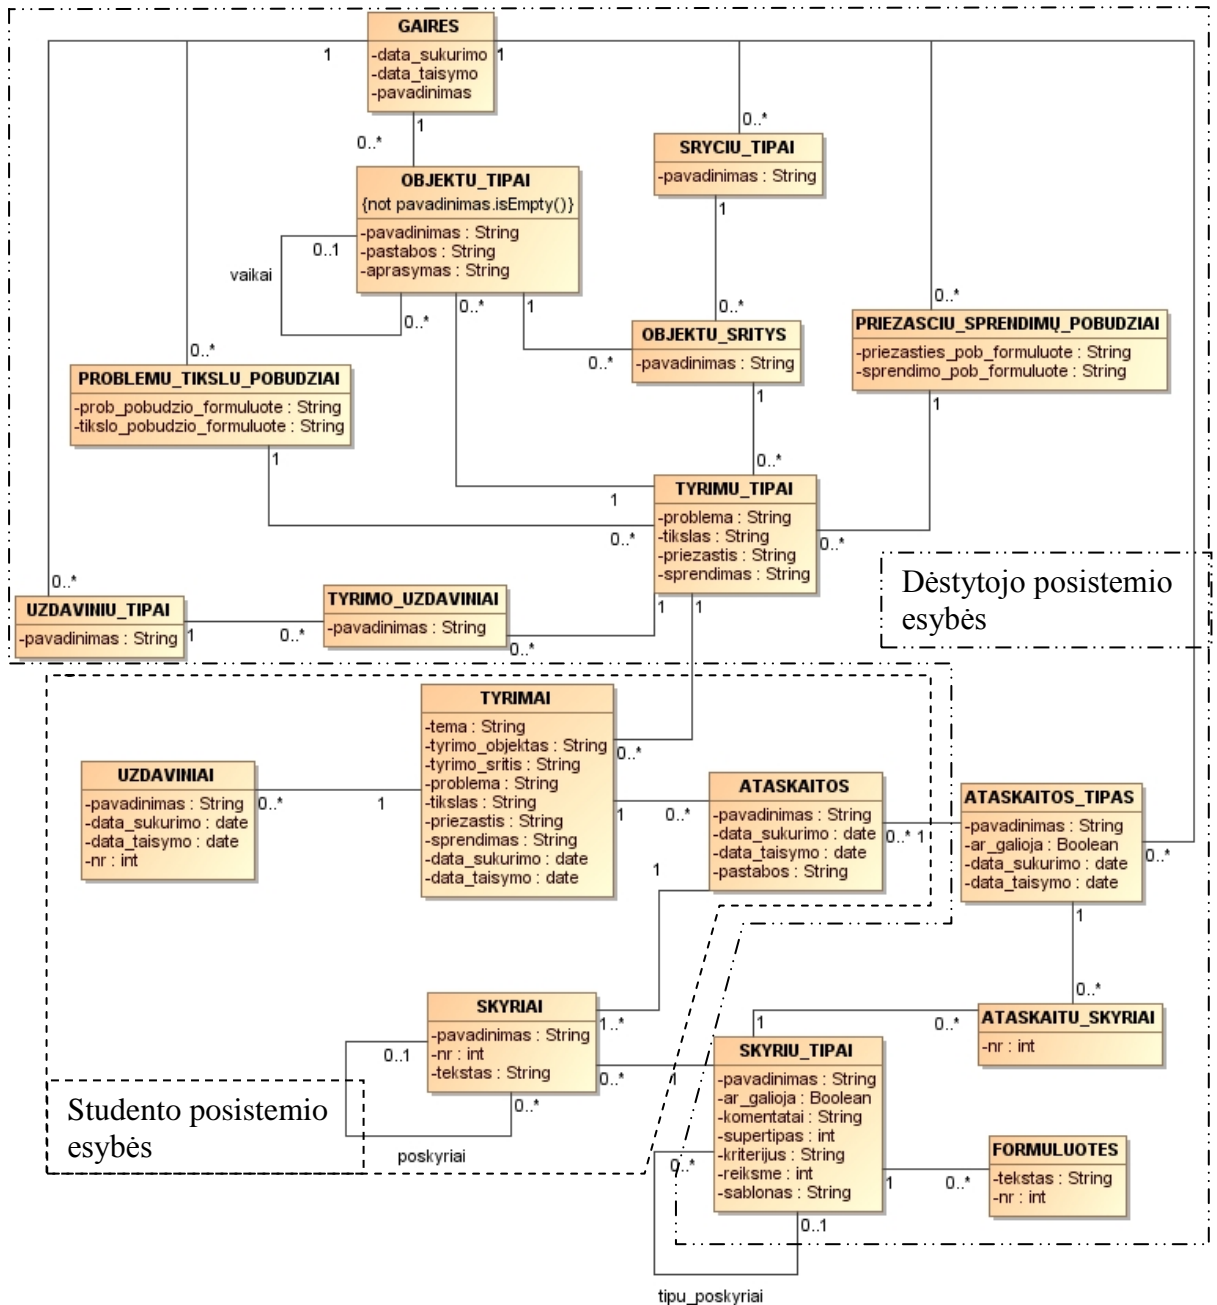 GAIRES
-data_sukurimo
-data_taisymo
-pavadinimas
1
1
1
0..*
0..*
SRYCIU_TIPAI
-pavadinimas : String
1
OBJEKTU_TIPAI
{not pavadinimas.isEmpty()}
-pavadinimas : String
-pastabos : String
-aprasymas : String
0..1
vaikai
0..*
0..*
1
0..*
0..*
OBJEKTU_SRITYS
-pavadinimas : String
0..*
1
0..*
PRIEZASCIU_SPRENDIMŲ_POBUDZIAI
-priezasties_pob_formuluote : String
-sprendimo_pob_formuluote : String
1
0..*
PROBLEMU_TIKSLU_POBUDZIAI
-prob_pobudzio_formuluote : String
-tikslo_pobudzio_formuluote : String
1
0..*
TYRIMU_TIPAI
-problema : String
-tikslas : String
-priezastis : String
-sprendimas : String
1
0..*
0..*
1
1
Dėstytojo posistemio
esybės
0..*
UZDAVINIU_TIPAI
-pavadinimas : String
1
0..*
TYRIMO_UZDAVINIAI
-pavadinimas : String
0..*
TYRIMAI
-tema : String
-tyrimo_objektas : String
-tyrimo_sritis : String
-problema : String
-tikslas : String
-priezastis : String
-sprendimas : String
-data_sukurimo : date
-data_taisymo : date
0..*
1
1
0..*
UZDAVINIAI
-pavadinimas : String
-data_sukurimo : date
-data_taisymo : date
-nr : int
0..*
ATASKAITOS
-pavadinimas : String
-data_sukurimo : date
-data_taisymo : date
-pastabos : String
0..*
1
1
ATASKAITOS_TIPAS
-pavadinimas : String
-ar_galioja : Boolean
-data_sukurimo : date
-data_taisymo : date
0..*
1
0..*
SKYRIAI
-pavadinimas : String
-nr : int
-tekstas : String
1..*
0..1
0..*
0..*
poskyriai
Studento posistemio
esybės
1
0..*
ATASKAITU_SKYRIAI
-nr : int
SKYRIU_TIPAI
-pavadinimas : String
-ar_galioja : Boolean
-komentatai : String
-supertipas : int
-kriterijus : String
-reiksme : int
-sablonas : String
1
0..*
1
0..*
0..1
tipu_poskyriai
FORMULUOTES
-tekstas : String
-nr : int